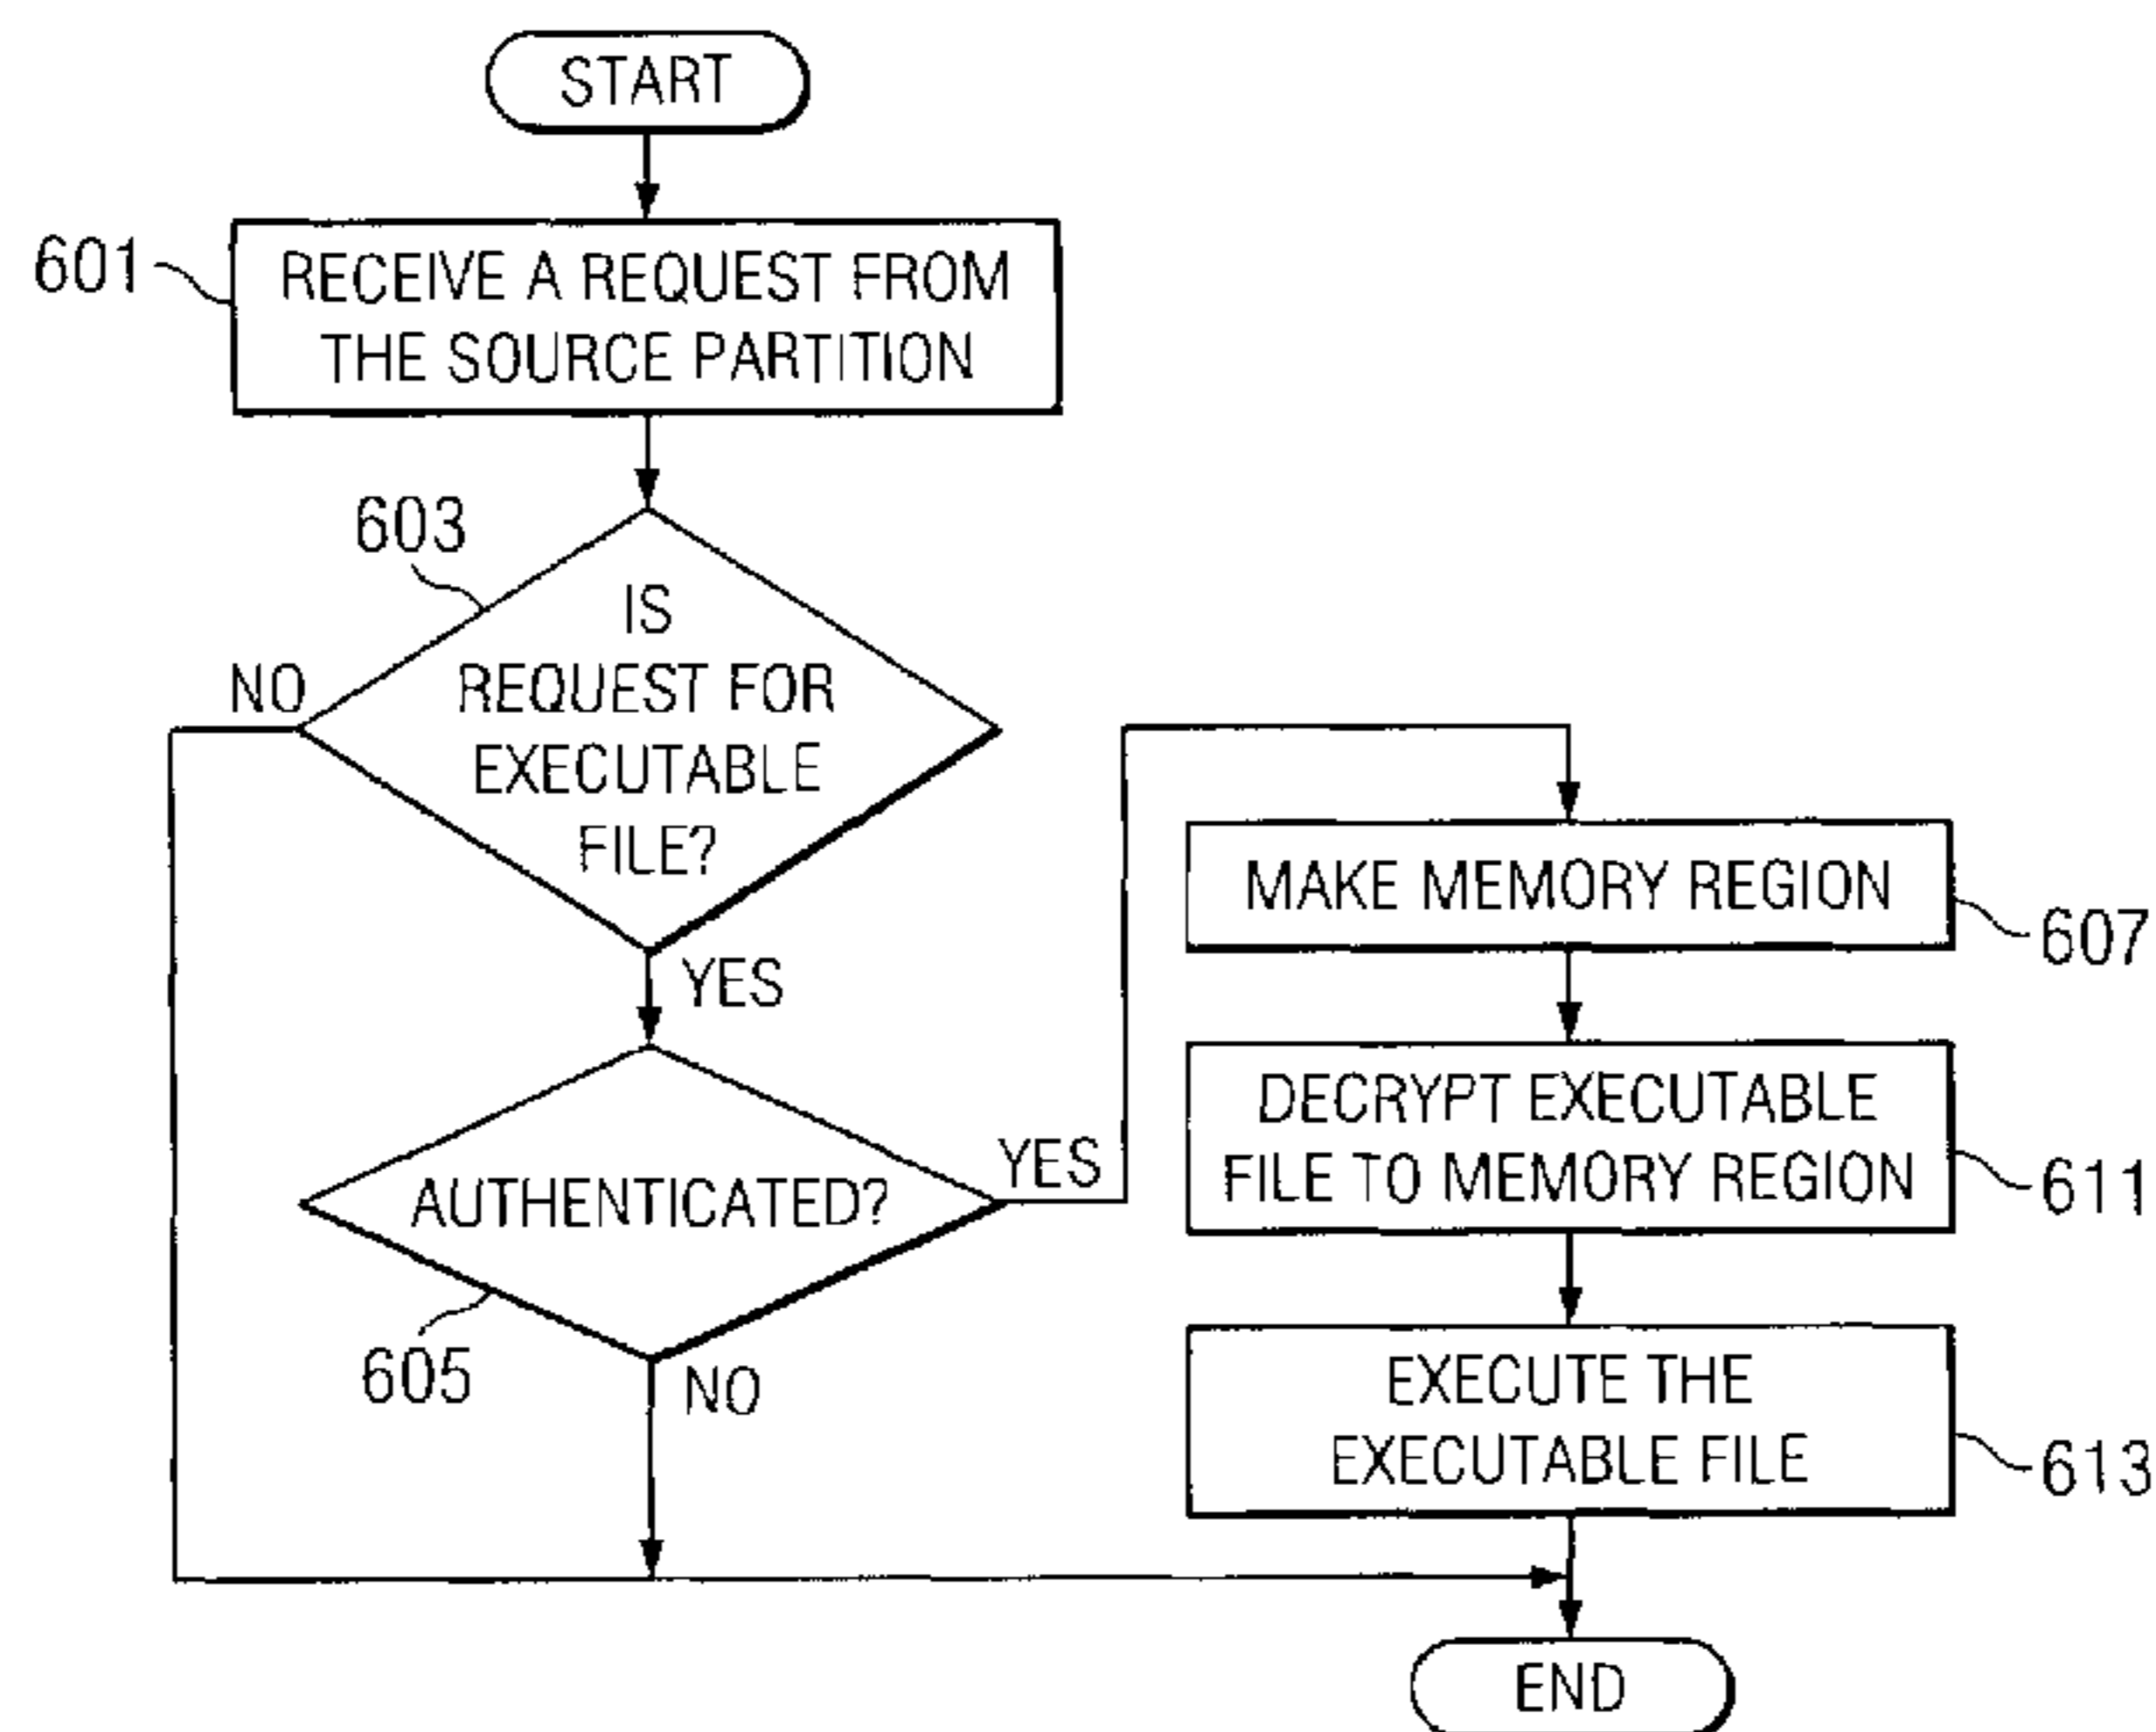 START
601
RECEIVE A REQUEST FROM
THE SOURCE PARTITION
603
IS
REQUEST FOR
EXECUTABLE
FILE?
NO
YES
AUTHENTICATED?
605
YES
NO
MAKE MEMORY REGION
607
DECRYPT EXECUTABLE
FILE TO MEMORY REGION
611
EXECUTE THE
EXECUTABLE FILE
613
END